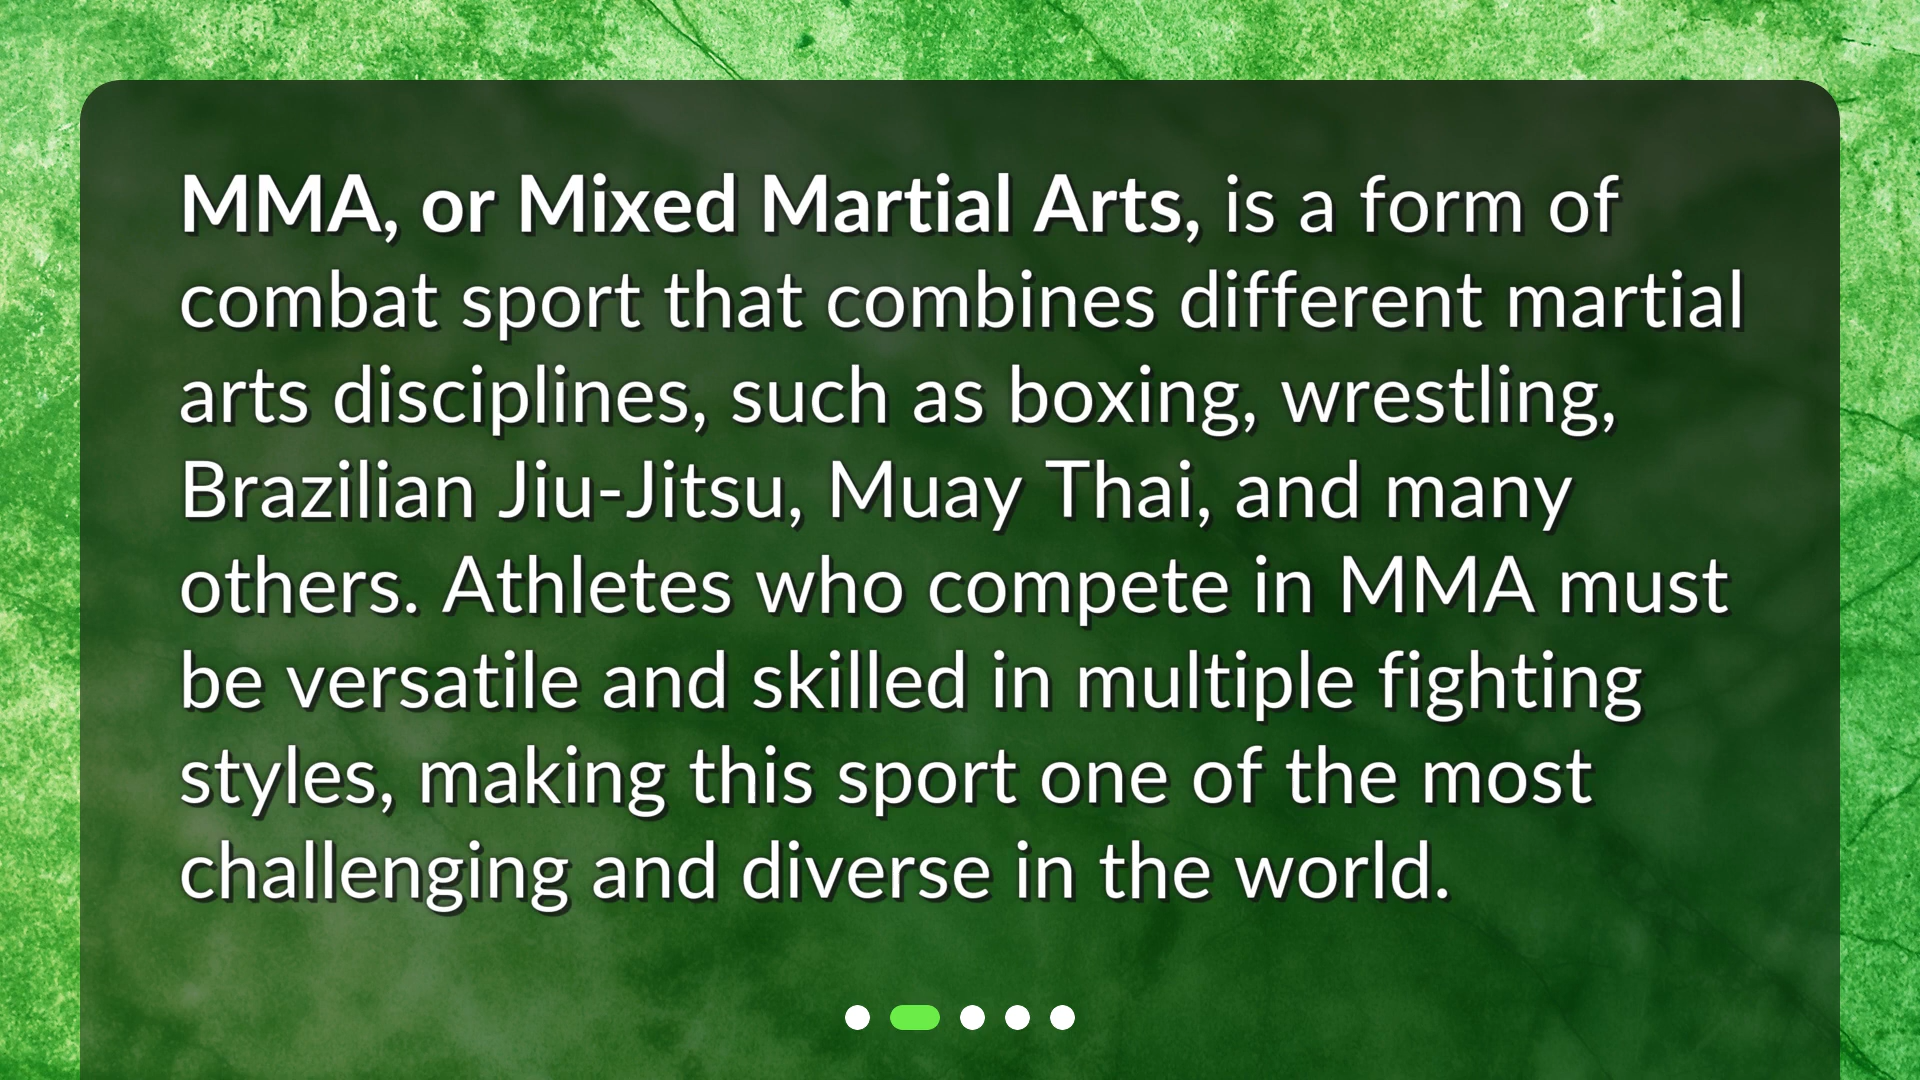 MMA, or Mixed Martial Arts, is a form of
combat sport that combines different martial
arts disciplines, such as boxing, wrestling,
Brazilian Jiu-Jitsu, Muay Thai, and many
others. Athletes who compete in MMA must
be versatile and skilled in multiple fighting
styles, making this sport one of the most
challenging and diverse in the world.